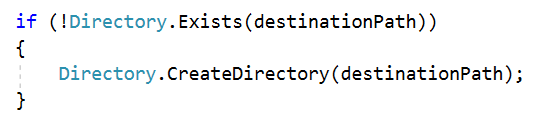 if (!Directory.Exists(destinationPath))
{
    Directory.CreateDirectory(destinationPath);
}